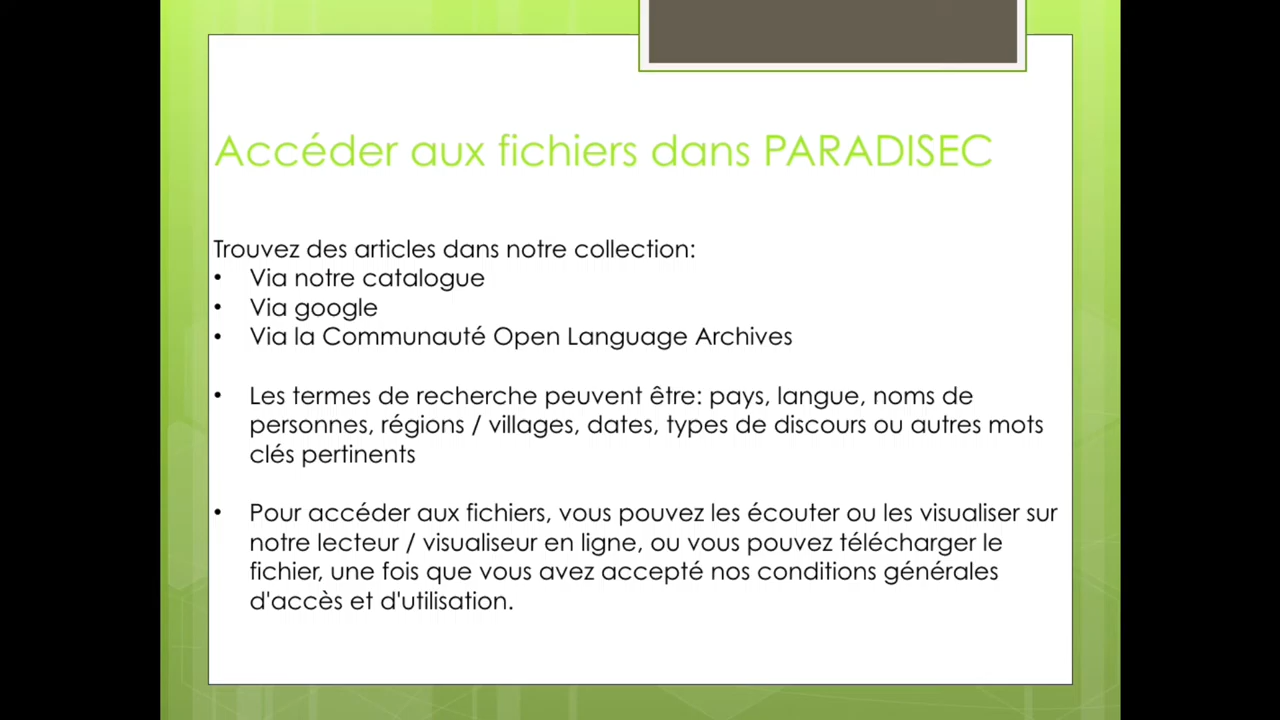 Accéder aux fichiers dans PARADISEC
Trouvez des articles dans notre collection:
• Via notre catalogue
• Via google
• Via la Communauté Open Language Archives
• Les termes de recherche peuvent être: pays, langue, noms de
personnes, régions / villages, dates, types de discours ou autres mots
clés pertinents
• Pour accéder aux fichiers, vous pouvez les écouter ou les visualiser sur
notre lecteur / visualiseur en ligne, ou vous pouvez télécharger le
fichier, une fois que vous avez accepté nos conditions générales
d'accès et d'utilisation.